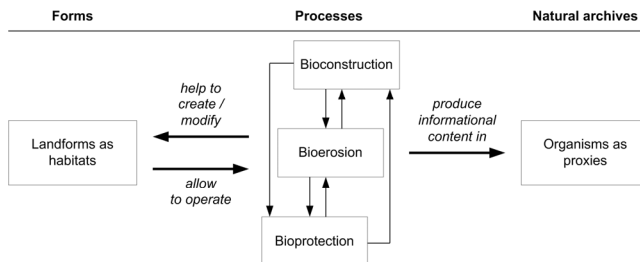 Forms
Processes
Natural archives
Bioconstruction
help to
create /
modify
produce
informational
content in
Landforms as
habitats
Bioerosion
Organisms as
proxies
allow
to operate
Bioprotection